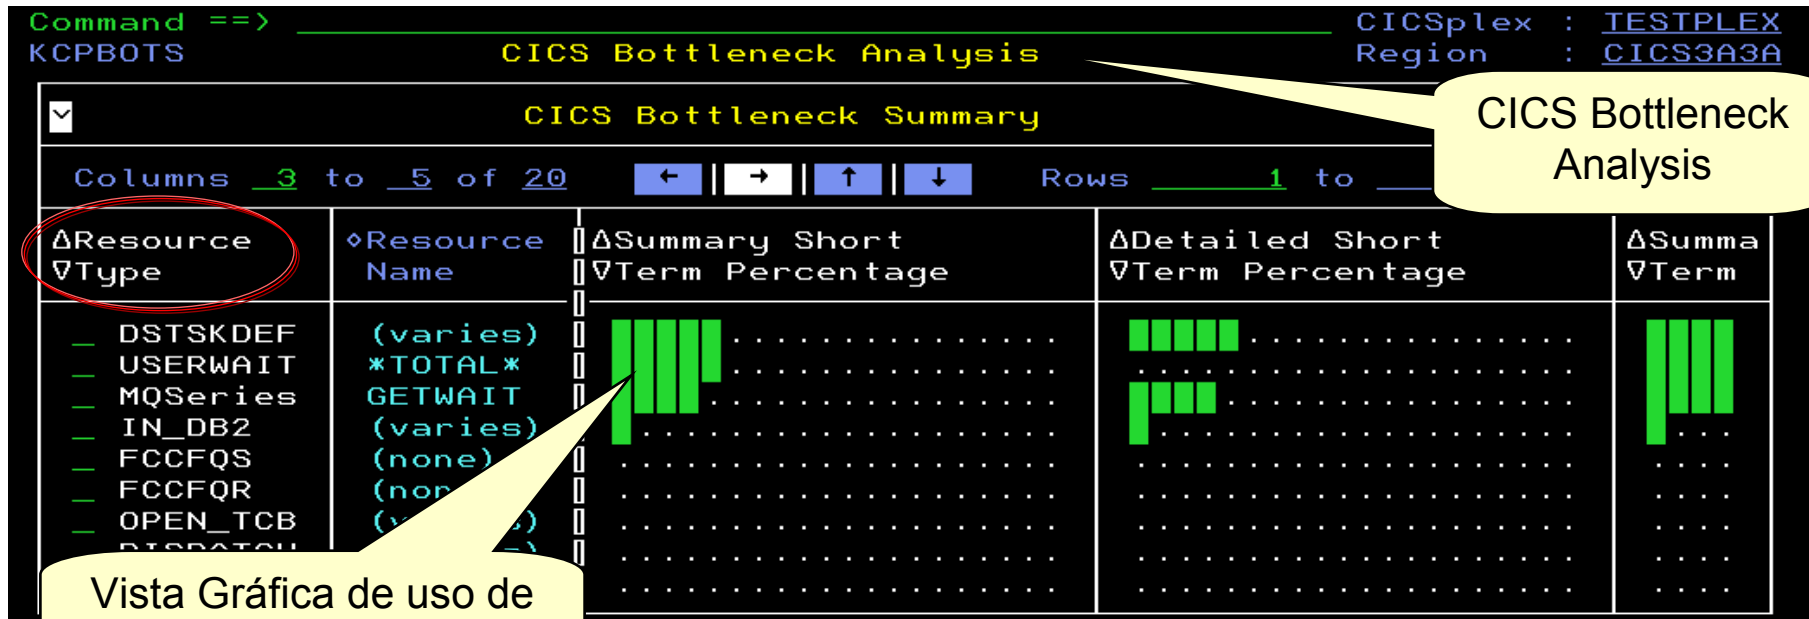 Command ==> CICSplex : TESTPLEX
KCPBOTS CICS Bottleneck Analysis Region : CICS3A3A
CICS Bottleneck Summary
CICS Bottleneck
Analysis
Columns 3 to 5 of 20 ← | → | ↑ | ↓ Rows 1 to
ΔResource ◇Resource ΔSummary Short ΔDetailed Short ΔSumma
∇Type Name ∇Term Percentage ∇Term Percentage ∇Term
_ DSTSKDEF (varies)
_ USERWAIT *TOTAL*
_ MQSeries GETWAIT
_ IN_DB2 (varies)
_ FCCFQS (none)
_ FCCFQR
_ OPEN_TCB
Vista Gráfica de uso de